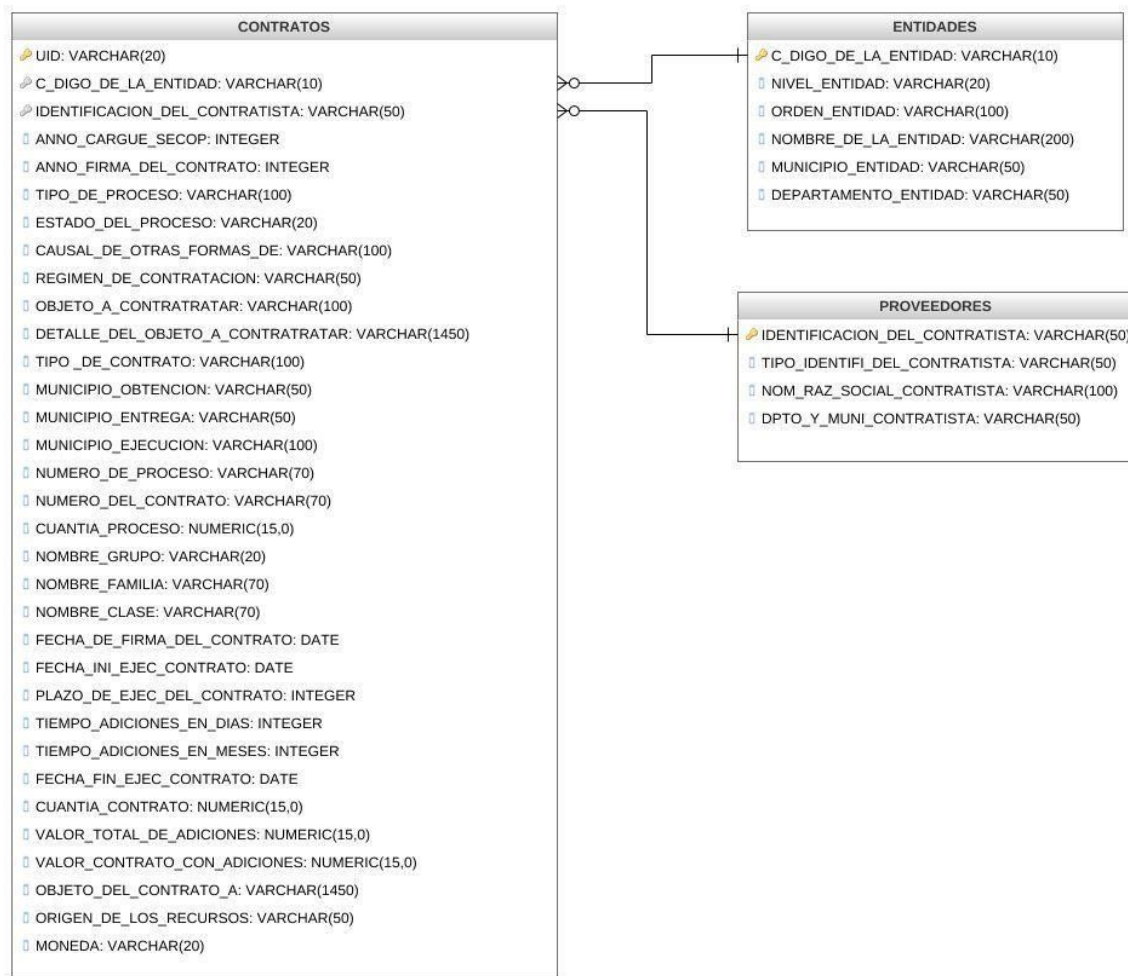 CONTRATOS
UID: VARCHAR(20)
C_DIGO_DE_LA_ENTIDAD: VARCHAR(10)
IDENTIFICACION_DEL_CONTRATISTA: VARCHAR(50)
ANNO_CARGUE_SECOP: INTEGER
ANNO_FIRMA_DEL_CONTRATO: INTEGER
TIPO_DE_PROCESO: VARCHAR(100)
ESTADO_DEL_PROCESO: VARCHAR(20)
CAUSAL_DE_OTRAS_FORMAS_DE: VARCHAR(100)
REGIMEN_DE_CONTRATACION: VARCHAR(50)
OBJETO_A_CONTRATRATAR: VARCHAR(100)
DETALLE_DEL_OBJETO_A_CONTRATRATAR: VARCHAR(1450)
TIPO _DE_CONTRATO: VARCHAR(100)
MUNICIPIO_OBTENCION: VARCHAR(50)
MUNICIPIO_ENTREGA: VARCHAR(50)
MUNICIPIO_EJECUCION: VARCHAR(100)
NUMERO_DE_PROCESO: VARCHAR(70)
NUMERO_DEL_CONTRATO: VARCHAR(70)
CUANTIA_PROCESO: NUMERIC(15,0)
NOMBRE_GRUPO: VARCHAR(20)
NOMBRE_FAMILIA: VARCHAR(70)
NOMBRE_CLASE: VARCHAR(70)
FECHA_DE_FIRMA_DEL_CONTRATO: DATE
FECHA_INI_EJEC_CONTRATO: DATE
PLAZO_DE_EJEC_DEL_CONTRATO: INTEGER
TIEMPO_ADICIONES_EN_DIAS: INTEGER
TIEMPO_ADICIONES_EN_MESES: INTEGER
FECHA_FIN_EJEC_CONTRATO: DATE
CUANTIA_CONTRATO: NUMERIC(15,0)
VALOR_TOTAL_DE_ADICIONES: NUMERIC(15,0)
VALOR_CONTRATO_CON_ADICIONES: NUMERIC(15,0)
OBJETO_DEL_CONTRATO_A: VARCHAR(1450)
ORIGEN_DE_LOS_RECURSOS: VARCHAR(50)
MONEDA: VARCHAR(20)
ENTIDADES
C_DIGO_DE_LA_ENTIDAD: VARCHAR(10)
NIVEL_ENTIDAD: VARCHAR(20)
ORDEN_ENTIDAD: VARCHAR(100)
NOMBRE_DE_LA_ENTIDAD: VARCHAR(200)
MUNICIPIO_ENTIDAD: VARCHAR(50)
DEPARTAMENTO_ENTIDAD: VARCHAR(50)
PROVEEDORES
IDENTIFICACION_DEL_CONTRATISTA: VARCHAR(50)
TIPO_IDENTIFI_DEL_CONTRATISTA: VARCHAR(50)
NOM_RAZ_SOCIAL_CONTRATISTA: VARCHAR(100)
DPTO_Y_MUNI_CONTRATISTA: VARCHAR(50)